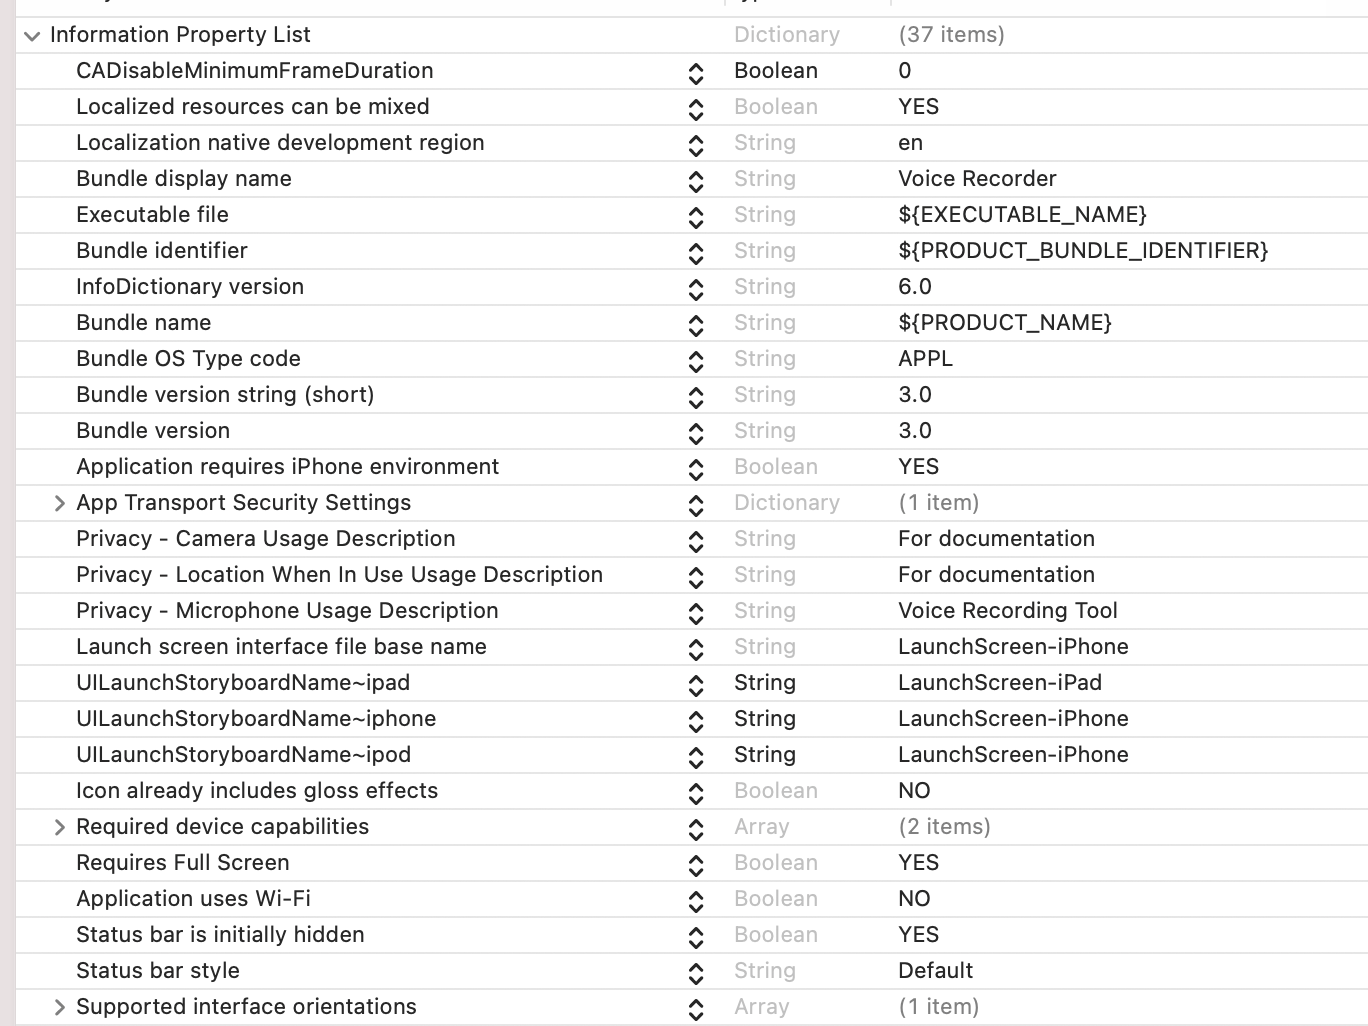 Information Property List Dictionary (37 items)
CADisableMinimumFrameDuration Boolean 0
Localized resources can be mixed Boolean YES
Localization native development region String en
Bundle display name String Voice Recorder
Executable file String ${EXECUTABLE_NAME}
Bundle identifier String ${PRODUCT_BUNDLE_IDENTIFIER}
InfoDictionary version String 6.0
Bundle name String ${PRODUCT_NAME}
Bundle OS Type code String APPL
Bundle version string (short) String 3.0
Bundle version String 3.0
Application requires iPhone environment Boolean YES
App Transport Security Settings Dictionary (1 item)
Privacy - Camera Usage Description String For documentation
Privacy - Location When In Use Usage Description String For documentation
Privacy - Microphone Usage Description String Voice Recording Tool
Launch screen interface file base name String LaunchScreen-iPhone
UILaunchStoryboardName~ipad String LaunchScreen-iPad
UILaunchStoryboardName~iphone String LaunchScreen-iPhone
UILaunchStoryboardName~ipod String LaunchScreen-iPhone
Icon already includes gloss effects Boolean NO
Required device capabilities Array (2 items)
Requires Full Screen Boolean YES
Application uses Wi-Fi Boolean NO
Status bar is initially hidden Boolean YES
Status bar style String Default
Supported interface orientations Array (1 item)